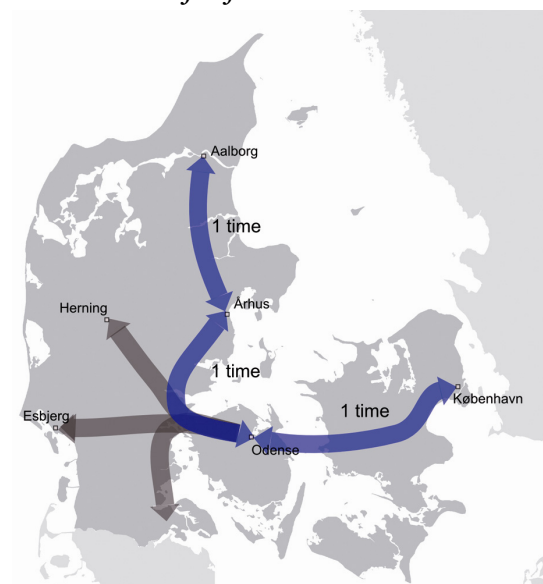 Aalborg
1 time
Århus
Herning
1 time
København
1 time
Esbjerg
Odense